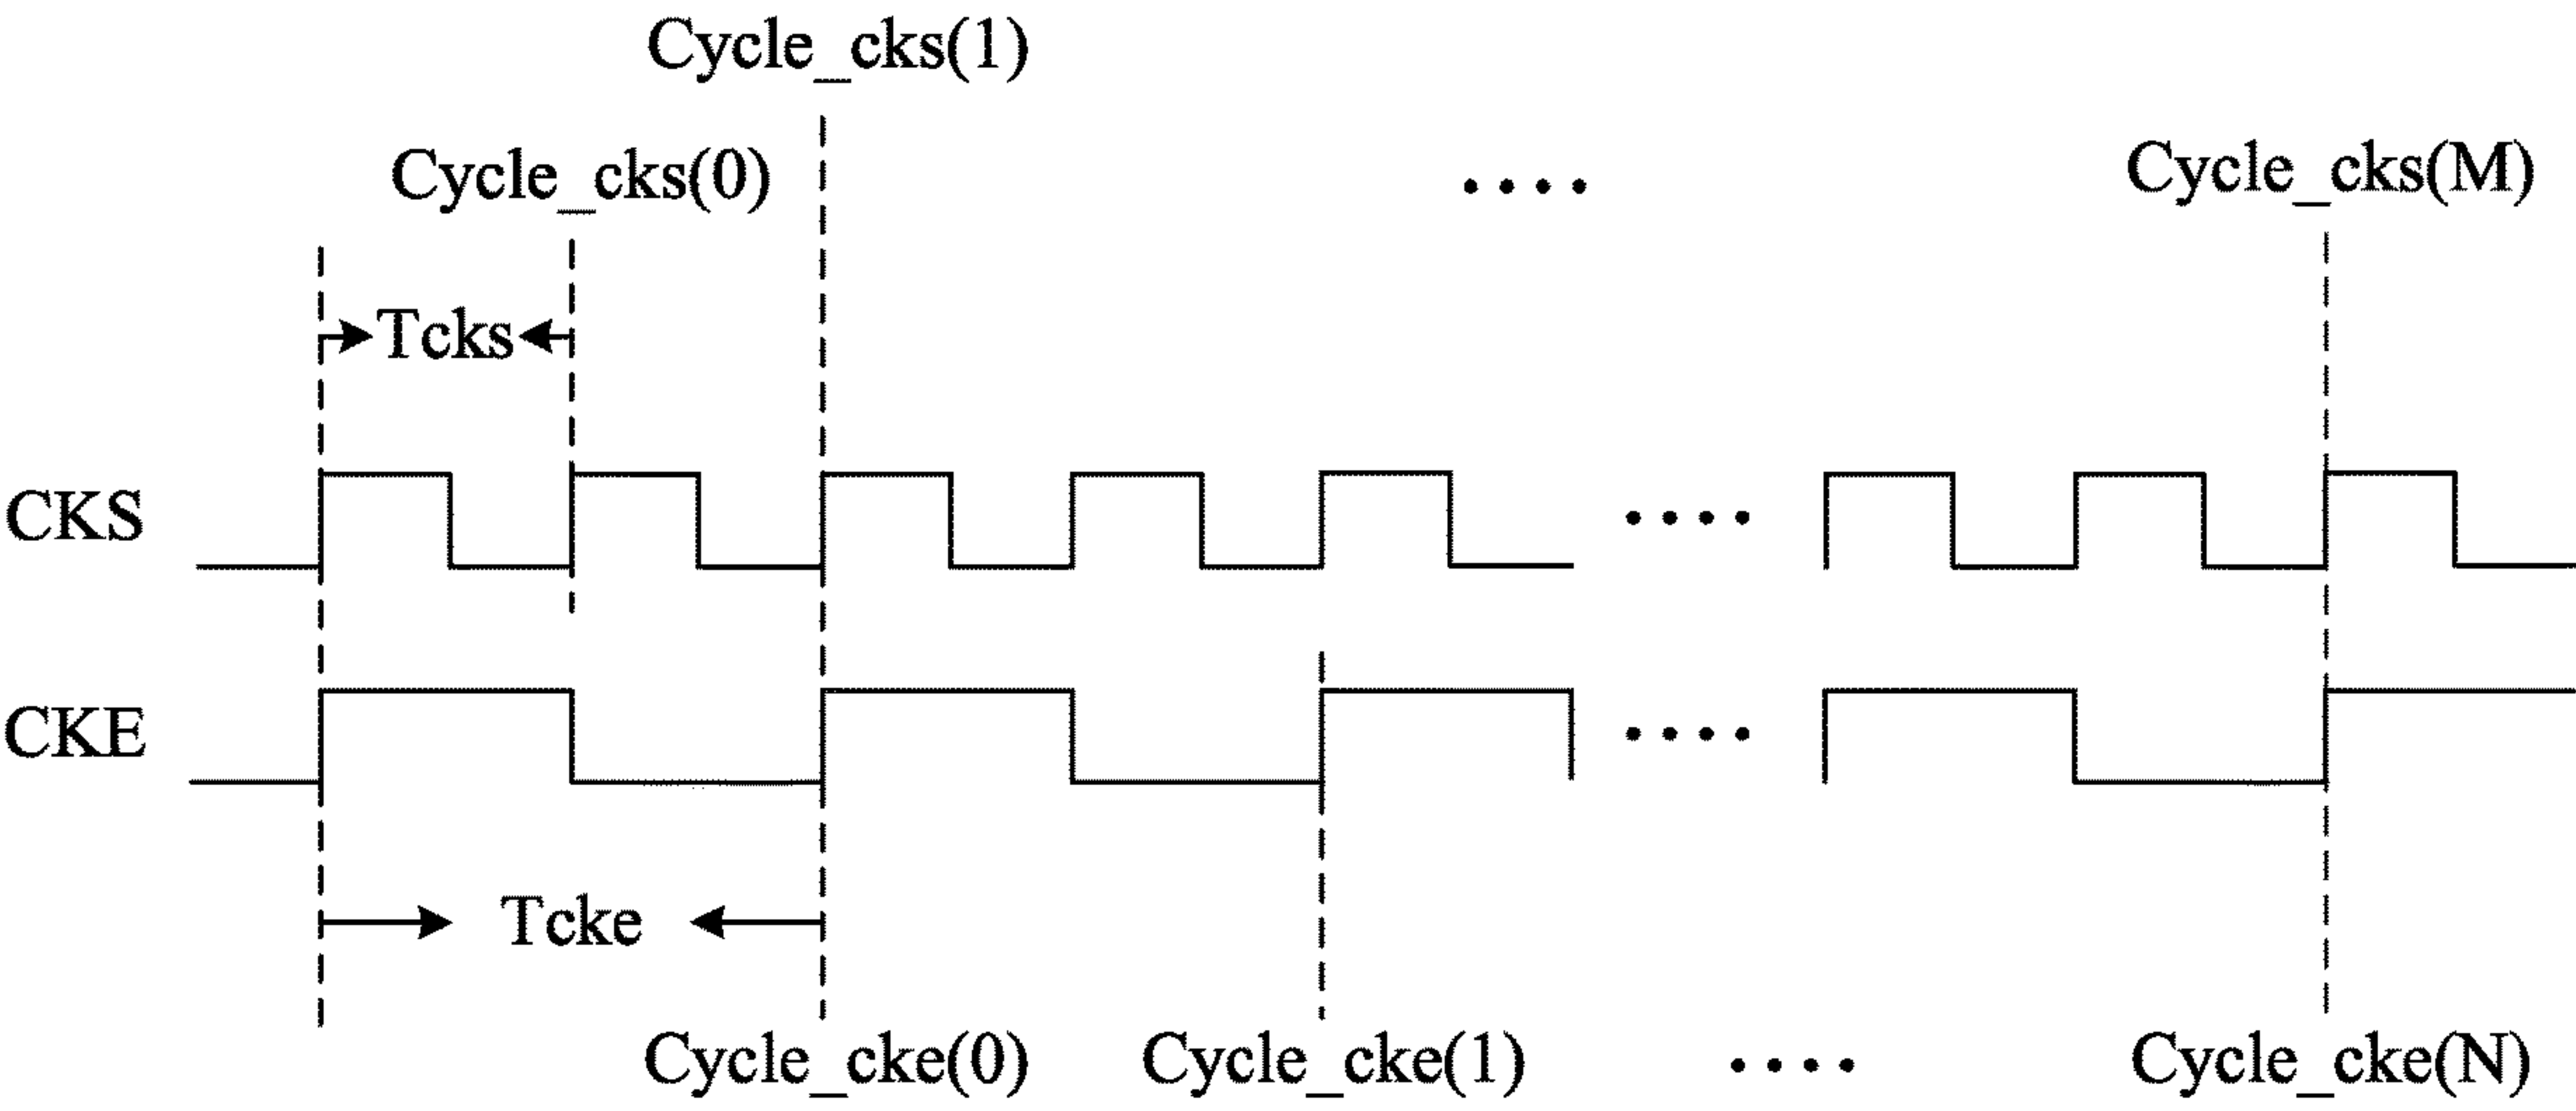 Cycle_cks(1)
Cycle_cks(0)
....
Cycle_cks(M)
Tcks
CKS
....
CKE
....
Tcke
Cycle_cke(0)
Cycle_cke(1)
....
Cycle_cke(N)